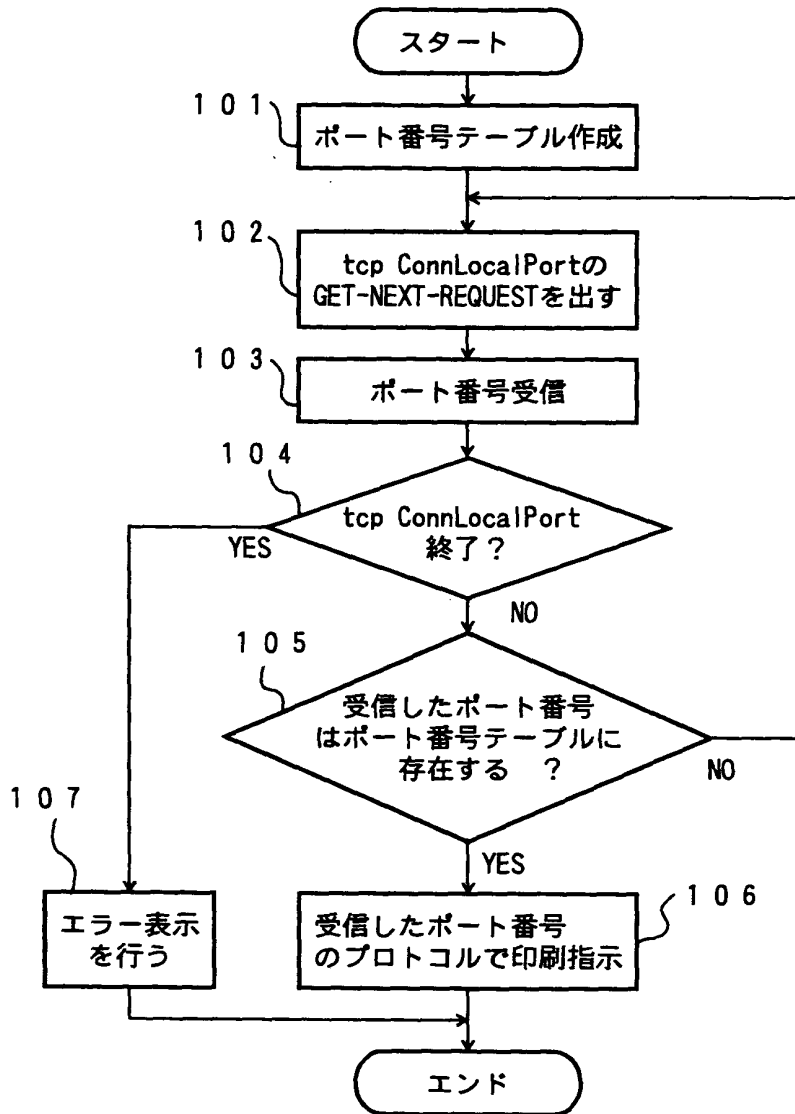 スタート
101
ポート番号テーブル作成
102
tcp ConnLocalPortの
GET-NEXT-REQUESTを出す
103
ポート番号受信
104
tcp ConnLocalPort
終了?
YES
NO
105
受信したポート番号
はポート番号テーブルに
存在する ?
NO
107
YES
106
エラー表示
を行う
受信したポート番号
のプロトコルで印刷指示
エンド